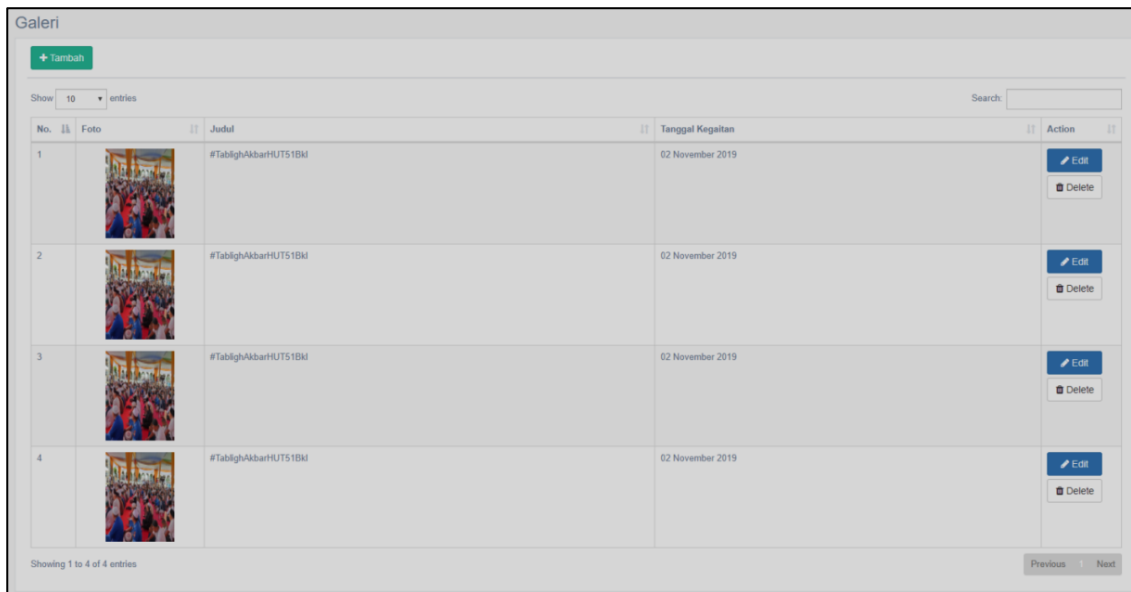 Galeri
+ Tambah
Show 10 entries Search:
No. Foto Judul Tanggal Kegaitan Action
1 #TablighAkbarHUT51Bkl 02 November 2019 Edit
Delete
2 #TablighAkbarHUT51Bkl 02 November 2019 Edit
Delete
3 #TablighAkbarHUT51Bkl 02 November 2019 Edit
Delete
4 #TablighAkbarHUT51Bkl 02 November 2019 Edit
Delete
Showing 1 to 4 of 4 entries Previous 1 Next